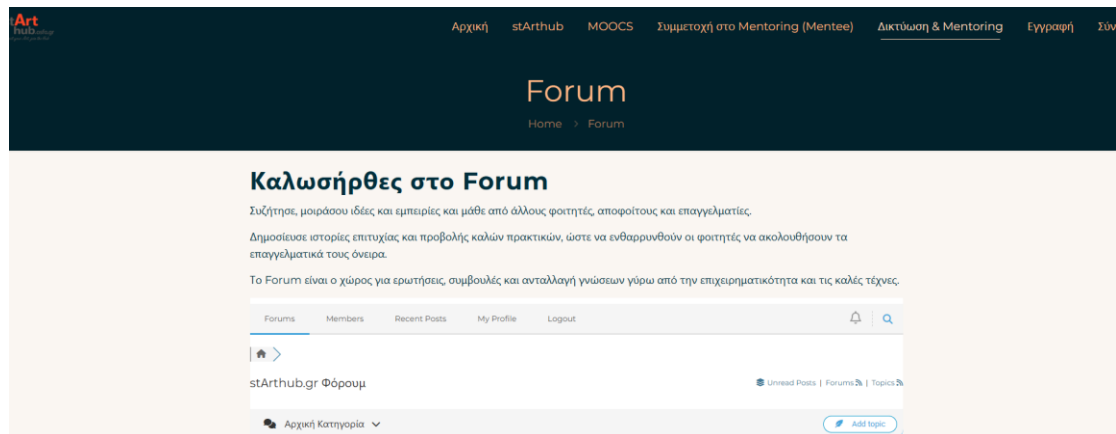 stArt
hub
Αρχική stArthub MOOCS Συμμετοχή στο Mentoring (Mentee) Δικτύωση & Mentoring Εγγραφή Σύν
Forum
Home > Forum
Καλωσήρθες στο Forum
Συζήτησε, μοιράσου ιδέες και εμπειρίες και μάθε από άλλους φοιτητές, αποφοίτους και επαγγελματίες.
Δημοσίευσε ιστορίες επιτυχίας και προβολής καλών πρακτικών, ώστε να ενθαρρυνθούν οι φοιτητές να ακολουθήσουν τα
επαγγελματικά τους όνειρα.
Το Forum είναι ο χώρος για ερωτήσεις, συμβουλές και ανταλλαγή γνώσεων γύρω από την επιχειρηματικότητα και τις καλές τέχνες.
Forums Members Recent Posts My Profile Logout
stArthub.gr Φόρουμ
Unread Posts | Forums | Topics
Αρχική Κατηγορία
Add topic